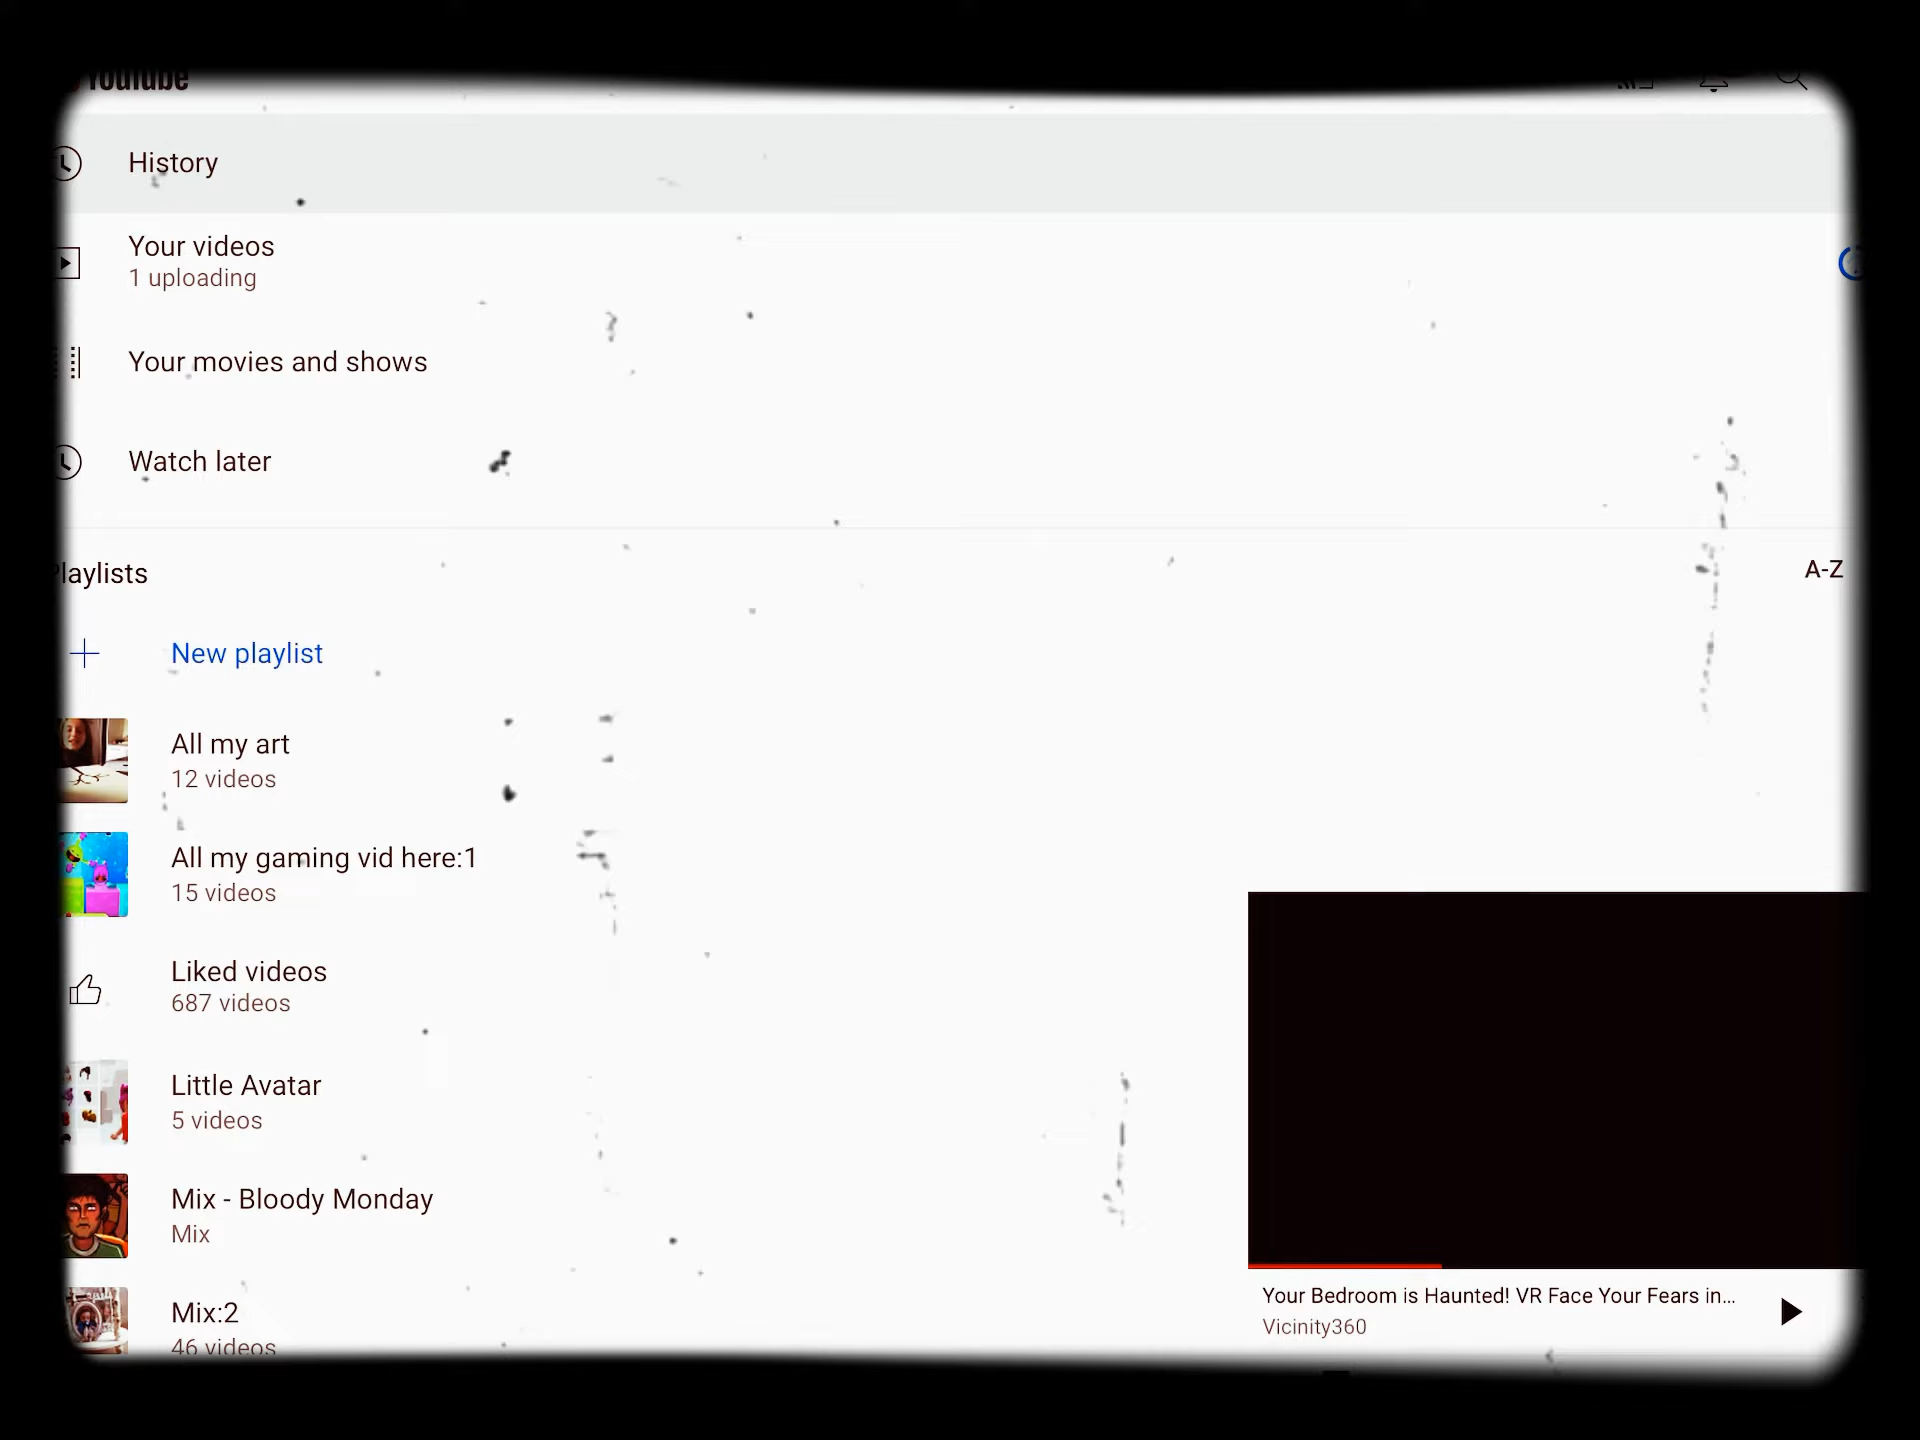 YouTube
History
Your videos
1 uploading
Your movies and shows
Watch later
Playlists
A-Z
New playlist
All my art
12 videos
All my gaming vid here:1
15 videos
Liked videos
687 videos
Little Avatar
5 videos
Mix - Bloody Monday
Mix
Mix:2
46 videos
Your Bedroom is Haunted! VR Face Your Fears in...
Vicinity360